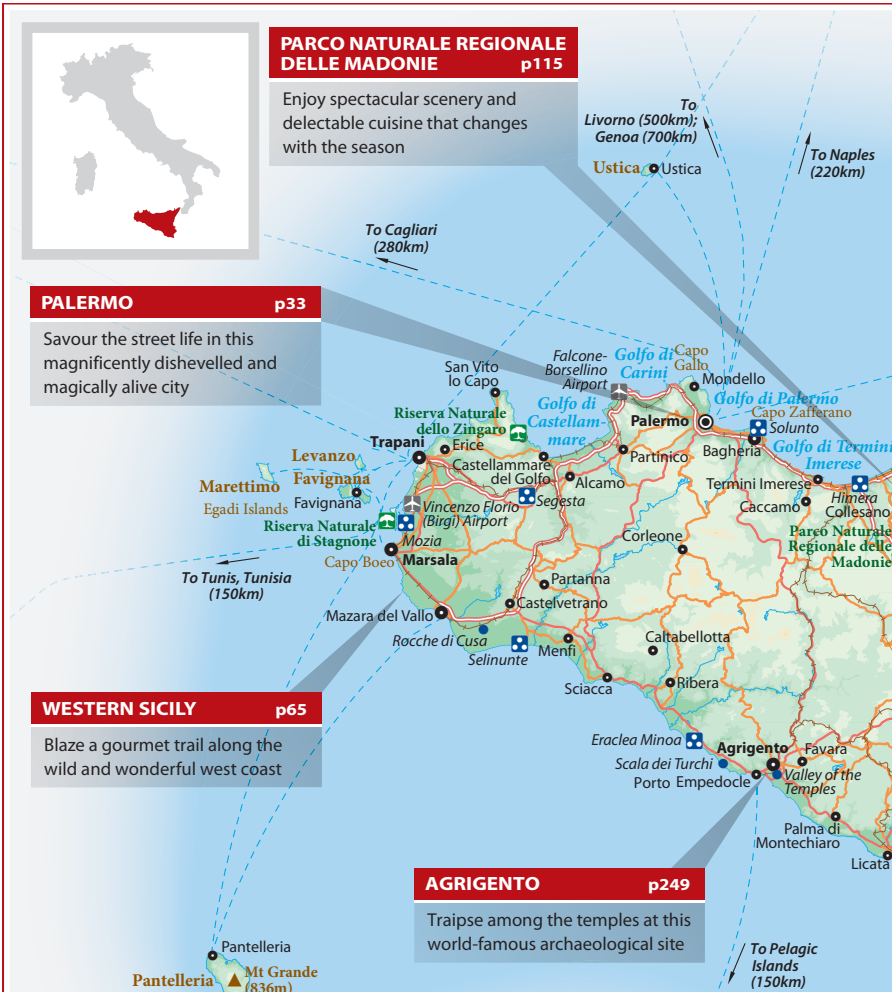 PARCO NATURALE REGIONALE
DELLE MADONIE p115
Enjoy spectacular scenery and
delectable cuisine that changes
with the season
To
Livorno (500km);
Genoa (700km)
To Naples
(220km)
Ustica
Ustica
To Cagliari
(280km)
PALERMO p33
Savour the street life in this
magnificently dishevelled and
magically alive city
San Vito
lo Capo
Falcone-
Borsellino
Airport
Golfo di
Carini
Capo
Gallo
Mondello
Riserva Naturale
dello Zingaro
Golfo di
Castellam-
mare
Palermo
Golfo di Palermo
Capo Zafferano
Solunto
Trapani
Erice
Bagheria
Golfo di Termini
Imerese
Levanzo
Favignana
Marettimo
Egadi Islands
Favignana
Castellammare
del Golfo
Partinico
Alcamo
Segesta
Termini Imerese
Caccamo
Himera
Collesano
Vincenzo Florio
(Birgi) Airport
Riserva Naturale
di Stagnone
Mozia
Corleone
Parco Naturale
Regionale delle
Madonie
Capo Boeo
Marsala
To Tunis, Tunisia
(150km)
Partanna
Castelvetrano
Mazara del Vallo
Rocche di Cusa
Selinunte
Menfi
Caltabellotta
Sciacca
Ribera
WESTERN SICILY p65
Blaze a gourmet trail along the
wild and wonderful west coast
Eraclea Minoa
Agrigento
Favara
Scala dei Turchi
Porto Empedocle
Valley of the
Temples
Palma di
Montechiaro
Licata
AGRIGENTO p249
Traipse among the temples at this
world-famous archaeological site
To Pelagic
Islands
(150km)
Pantelleria
Pantelleria
Mt Grande
(836m)